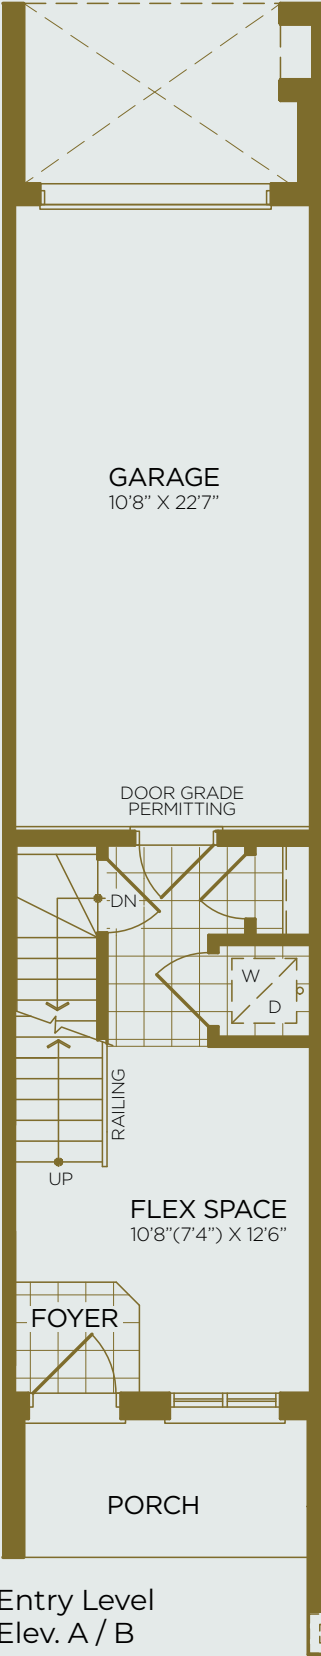 GARAGE
10'8" X 22'7"
DOOR GRADE
PERMITTING
DN
W
D
RAILING
UP
FLEX SPACE
10'8"(7'4") X 12'6"
FOYER
PORCH
Entry Level
Elev. A / B